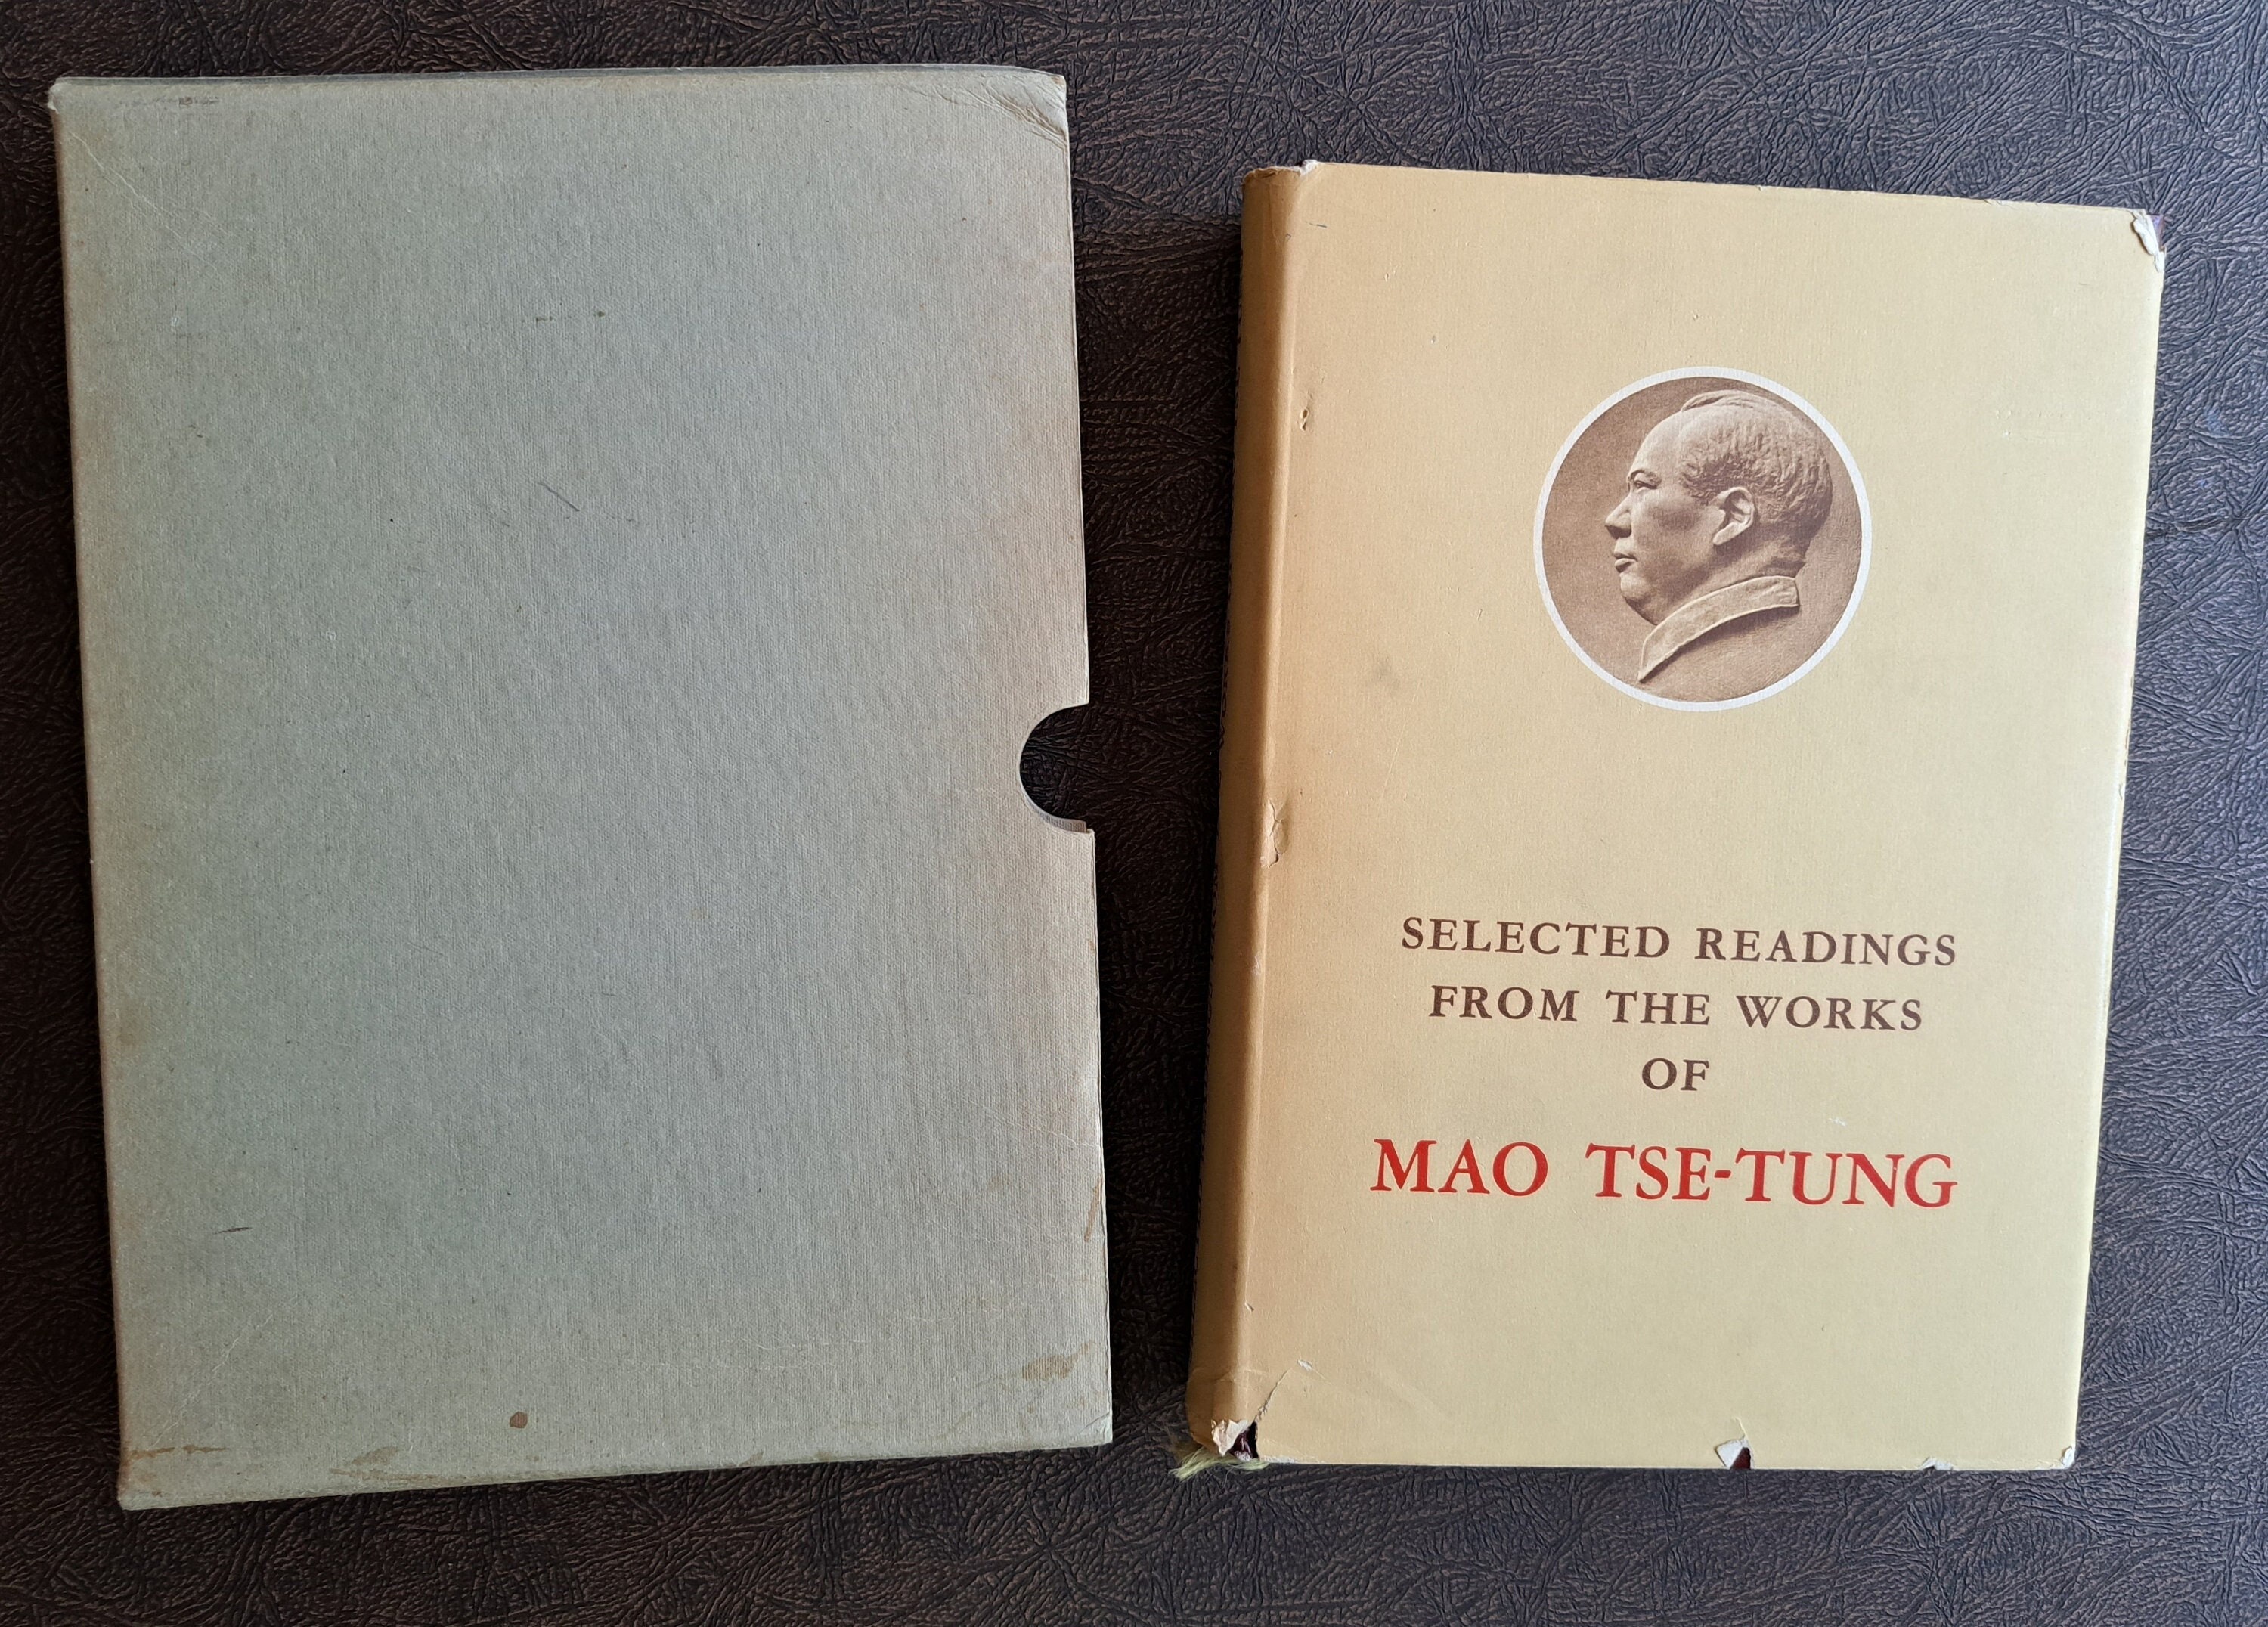 SELECTED READINGS
FROM THE WORKS
OF
MAO TSE-TUNG